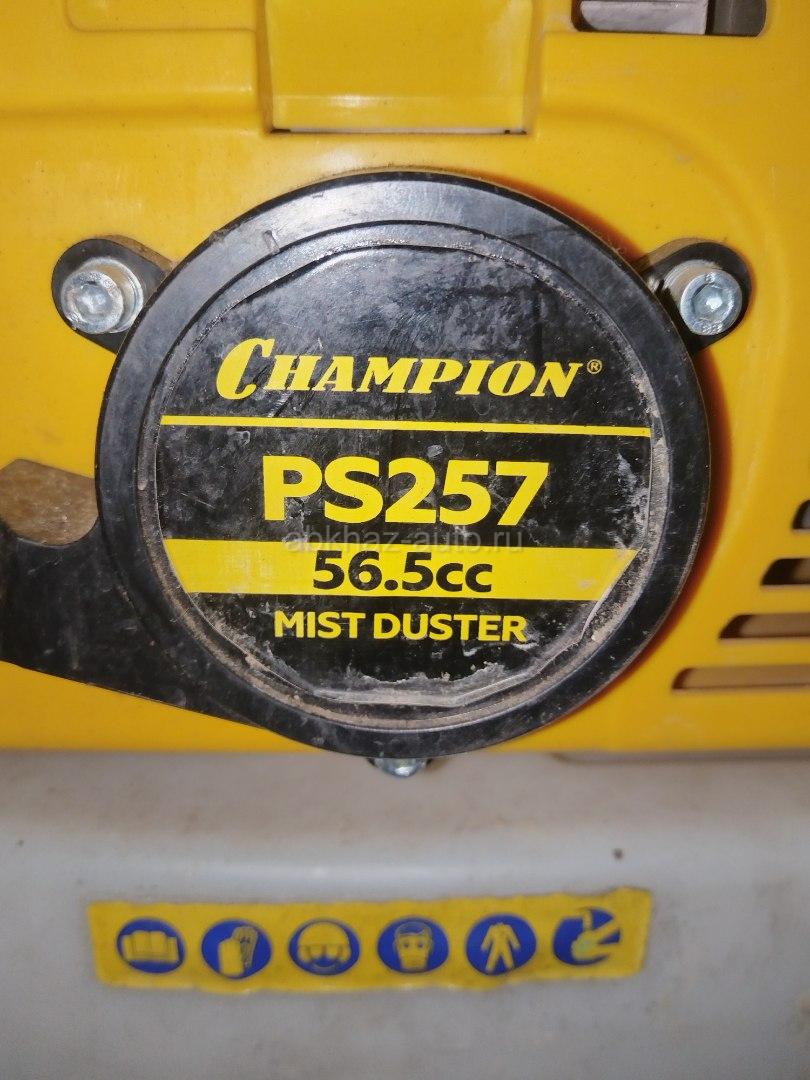 CHAMPION®
PS257
abkhaz-auto.ru
56.5cc
MIST DUSTER